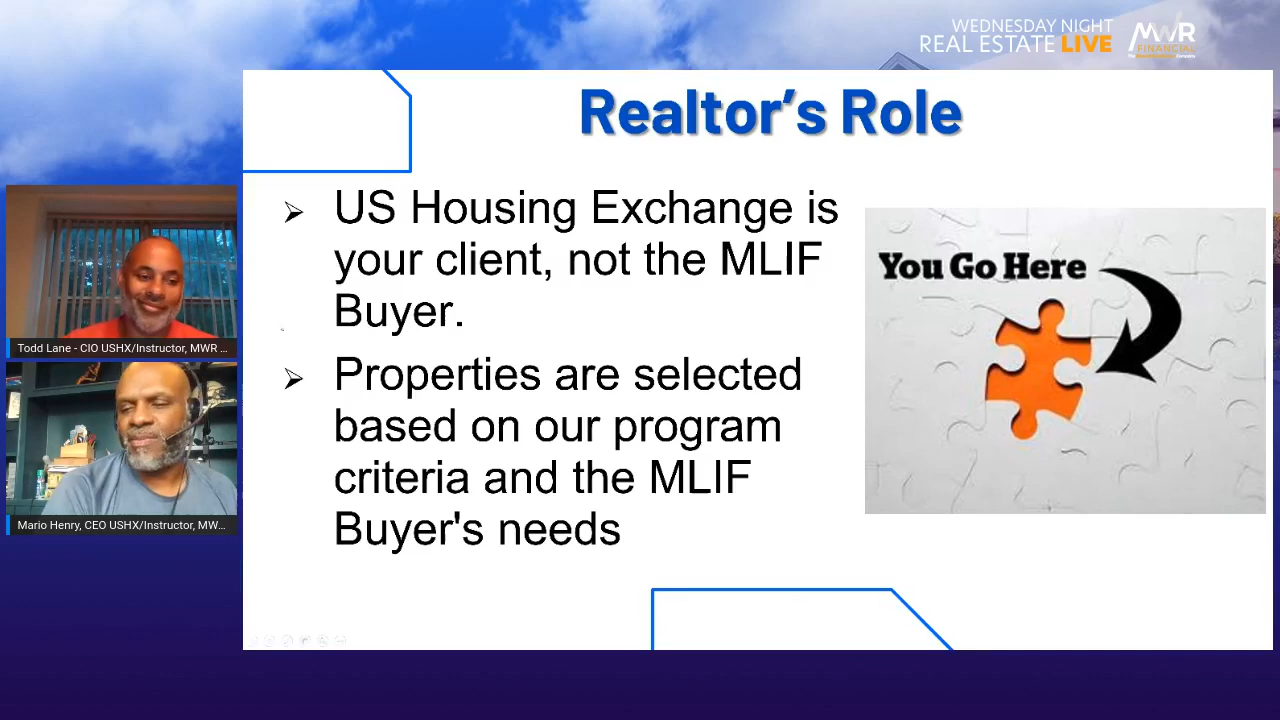 WEDNESDAY NIGHT
REAL ESTATE LIVE
MWR
FINANCIAL
Realtor's Role
➢ US Housing Exchange is
your client, not the MLIF
Buyer.
➢ Properties are selected
based on our program
criteria and the MLIF
Buyer's needs
You Go Here
Todd Lane - CIO USHX/Instructor, MWR ...
Mario Henry, CEO USHX/Instructor, MW...